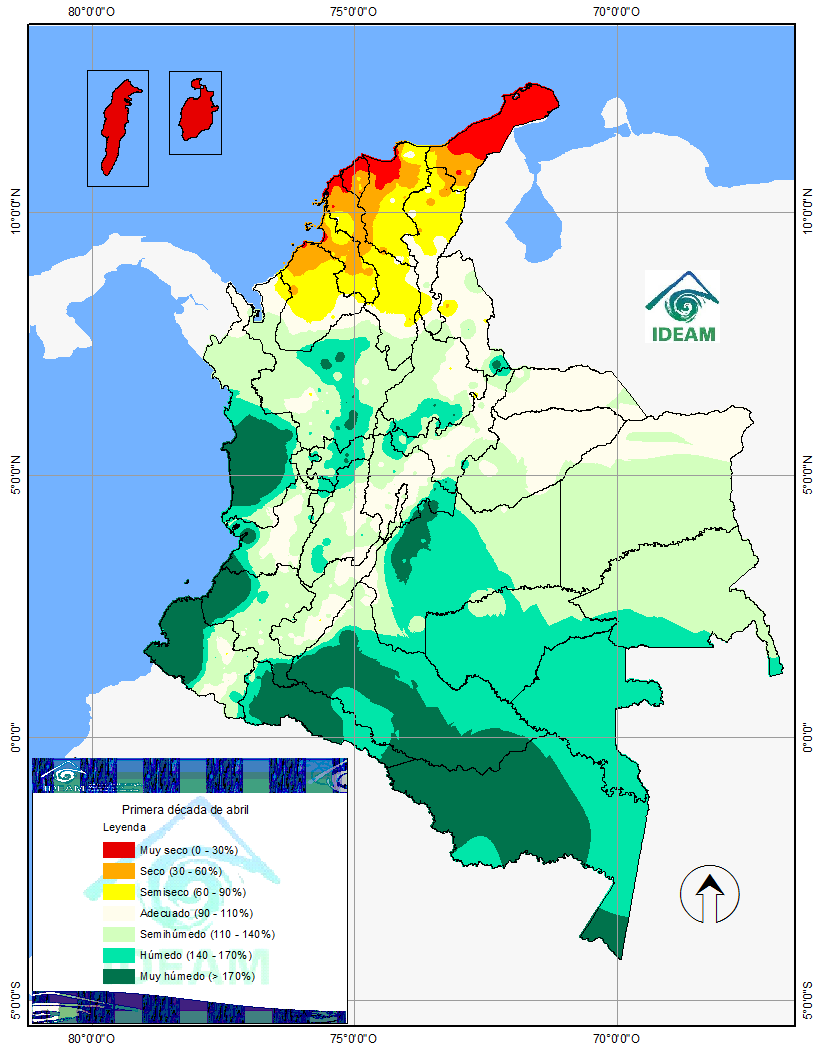 80°0'0"O 75°0'0"O 70°0'0"O
10°0'0"N 10°0'0"N
IDEAM
5°0'0"N 5°0'0"N
0°0'0" 0°0'0"
IDEAM
Primera década de abril
Leyenda
Muy seco (0 - 30%)
Seco (30 - 60%)
Semiseco (60 - 90%)
Adecuado (90 - 110%)
Semihúmedo (110 - 140%)
Húmedo (140 - 170%)
Muy húmedo (> 170%)
IDEAM
5°0'0"S 5°0'0"S
80°0'0"O 75°0'0"O 70°0'0"O